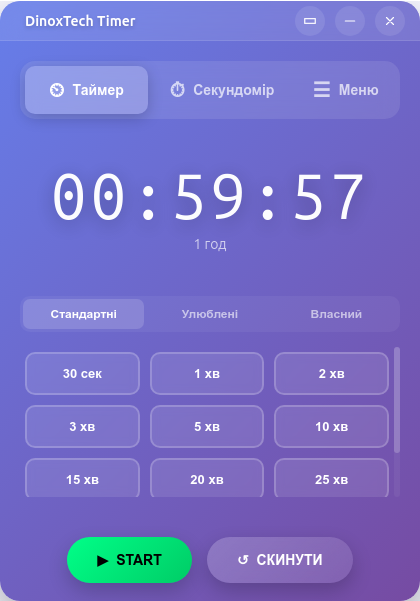 DinoxTech Timer
Таймер Секундомір Меню
00:59:57
1 год
Стандартні Улюблені Власний
30 сек 1 хв 2 хв
3 хв 5 хв 10 хв
15 хв 20 хв 25 хв
START СКИНУТИ